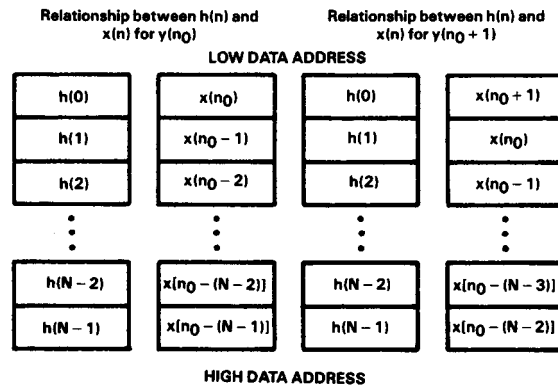 Relationship between h(n) and
x(n) for y(n0)
Relationship between h(n) and
x(n) for y(n0 + 1)
LOW DATA ADDRESS
h(0) x(n0) h(0) x(n0 + 1)
h(1) x(n0 − 1) h(1) x(n0)
h(2) x(n0 − 2) h(2) x(n0 − 1)
h(N − 2) x[n0 − (N − 2)] h(N − 2) x[n0 − (N − 3)]
h(N − 1) x[n0 − (N − 1)] h(N − 1) x[n0 − (N − 2)]
HIGH DATA ADDRESS